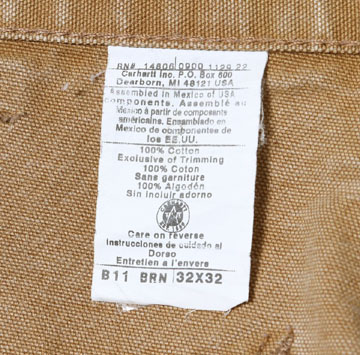 RN# 14806 0900 1129 22
Carhartt Inc. P.O. Box 600
Dearborn, MI 48121 USA
Assembled in Mexico of USA
components. Assemblé au
Mexico à partir de composants
américains. Ensamblado en
Mexico de componentes de
los EE.UU.
100% Cotton
Exclusive of Trimming
100% Coton
Sans garniture
100% Algodón
Sin incluir adorno
Care on reverse
Instrucciones de cuidado al
Dorso
Entretien a l'envers
B11 BRN 32X32